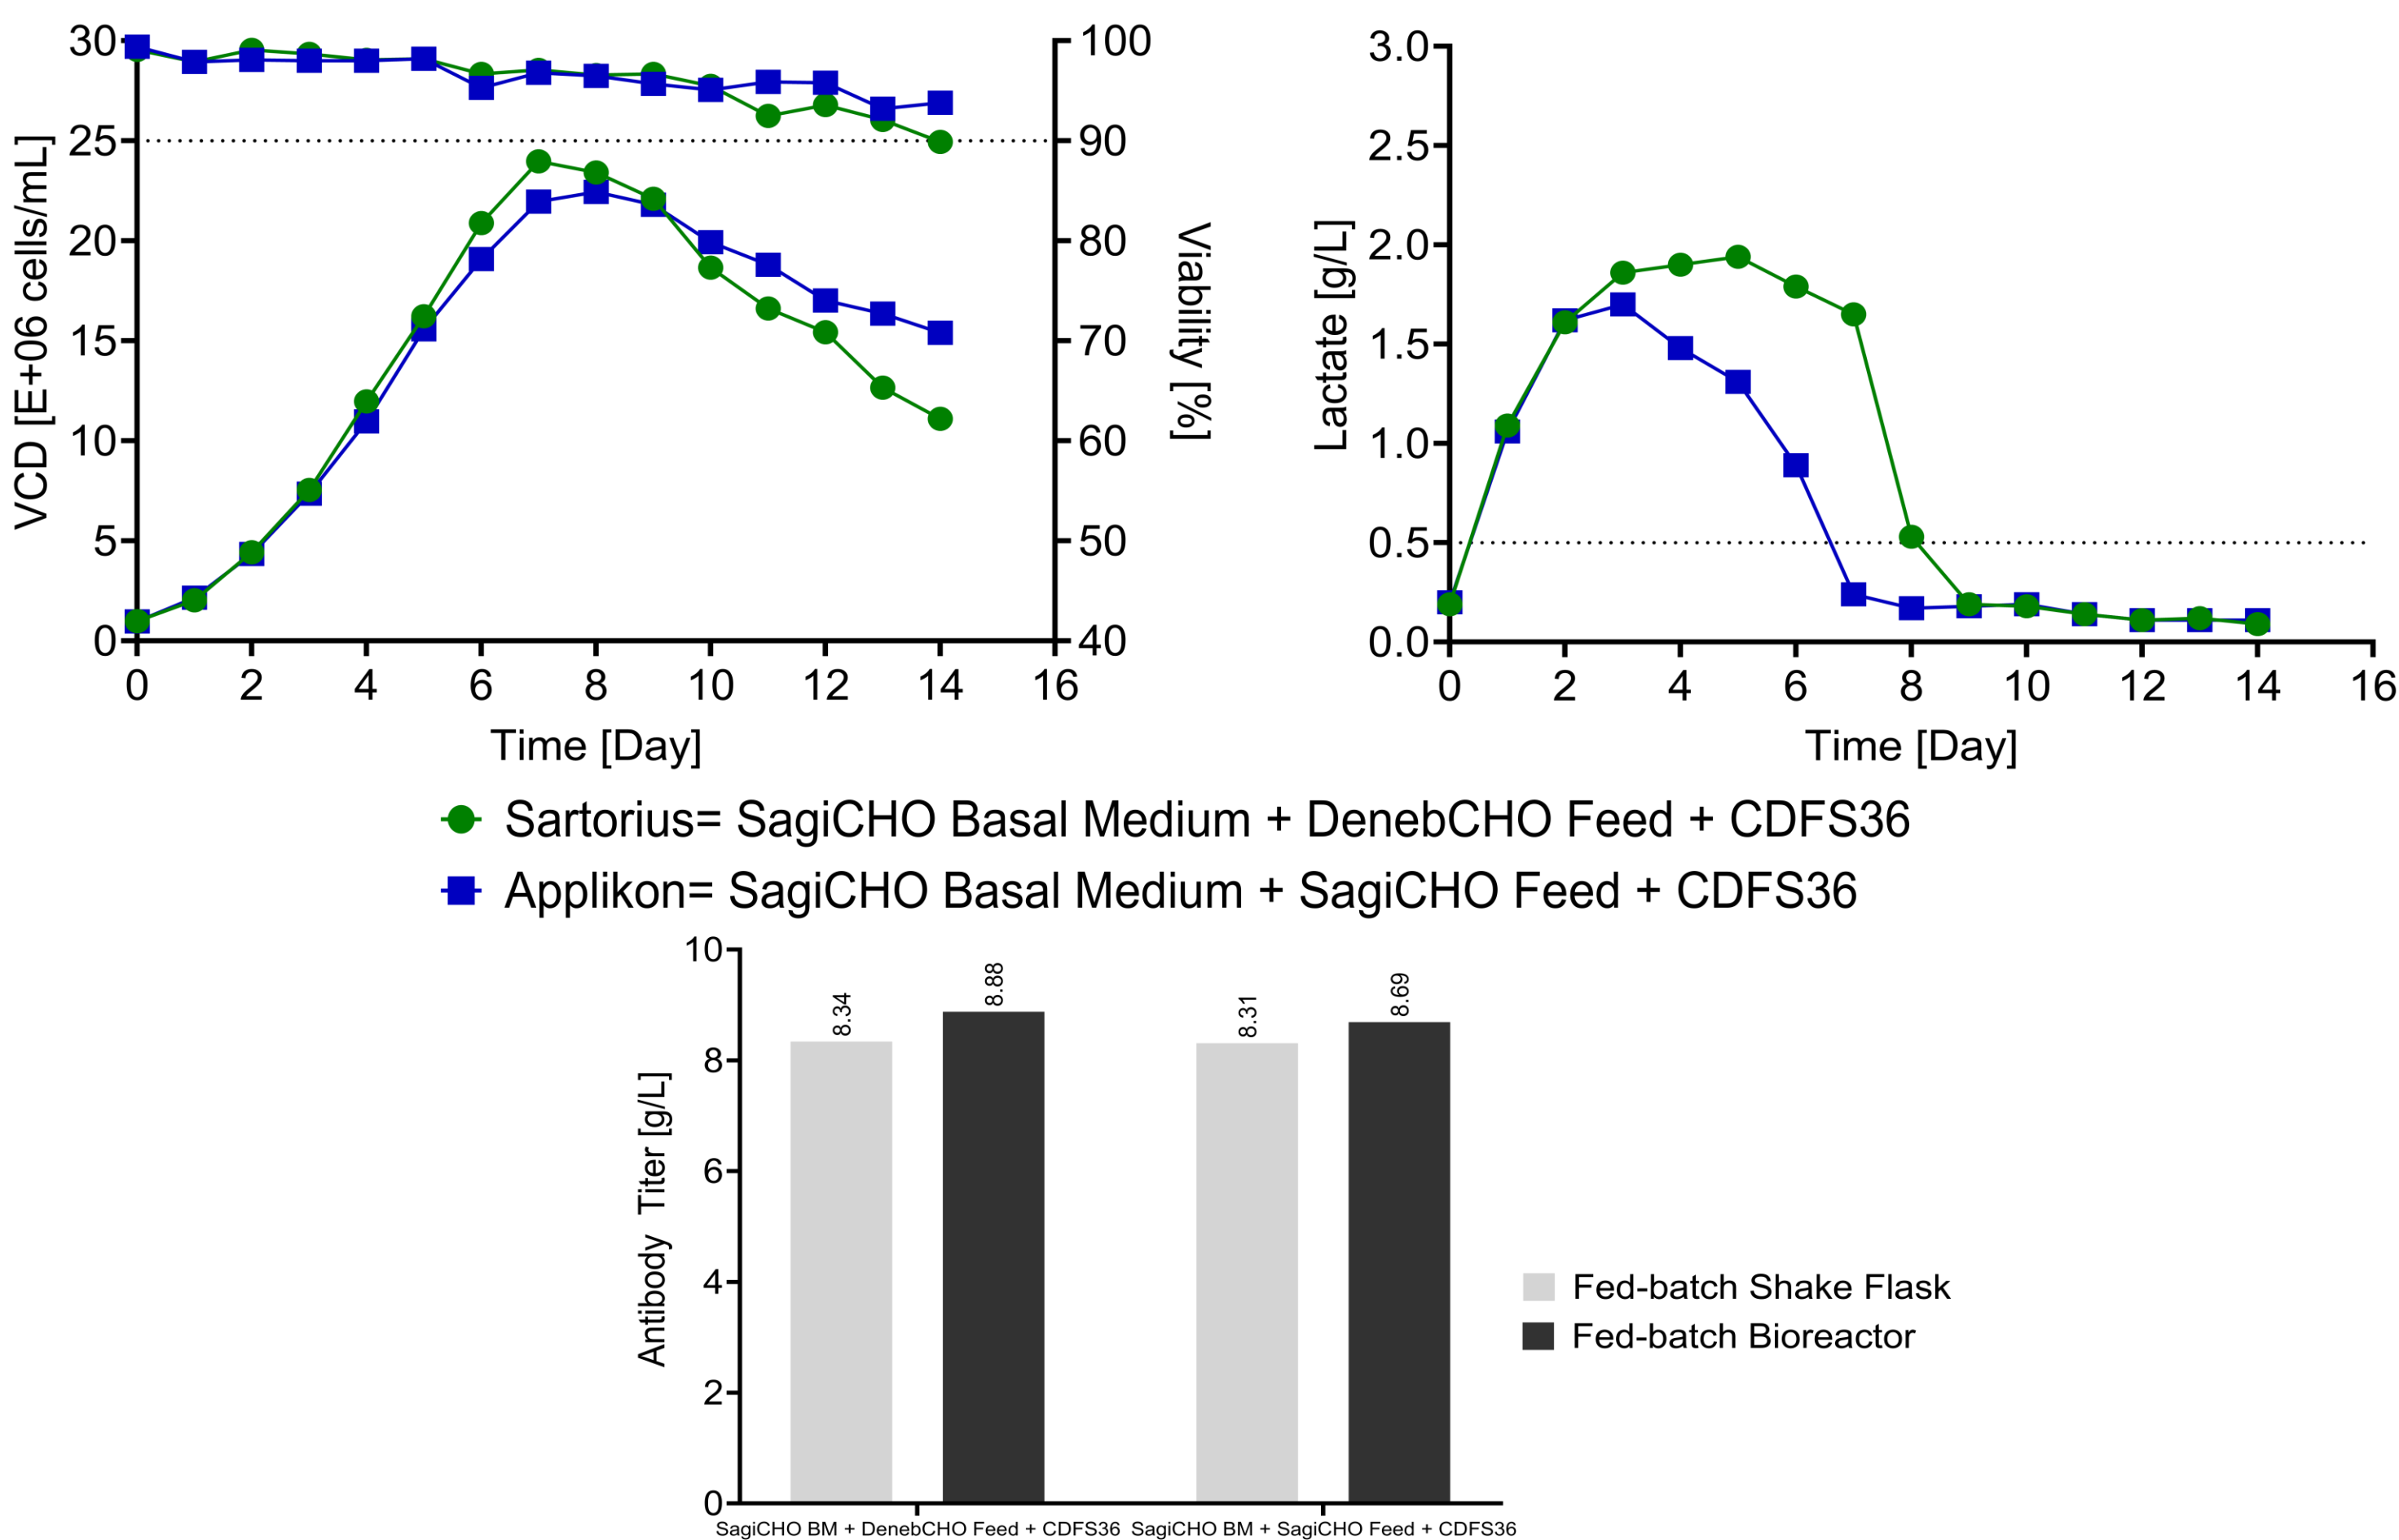 30
25
20
15
10
5
0
VCD [E+06 cells/mL]
100
90
80
70
60
50
40
Viability [%]
0 2 4 6 8 10 12 14 16
Time [Day]
3.0
2.5
2.0
1.5
1.0
0.5
0.0
Lactate [g/L]
0 2 4 6 8 10 12 14 16
Time [Day]
Sartorius= SagiCHO Basal Medium + DenebCHO Feed + CDFS36
Applikon= SagiCHO Basal Medium + SagiCHO Feed + CDFS36
10
8
6
4
2
0
Antibody Titer [g/L]
8.34
8.88
8.31
8.69
SagiCHO BM + DenebCHO Feed + CDFS36
SagiCHO BM + SagiCHO Feed + CDFS36
Fed-batch Shake Flask
Fed-batch Bioreactor